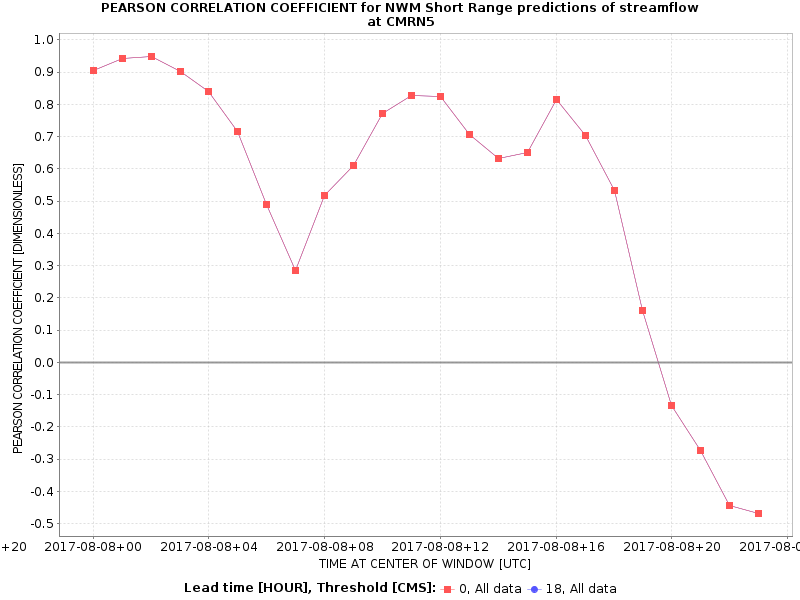 PEARSON CORRELATION COEFFICIENT for NWM Short Range predictions of streamflow
at CMRN5
1.0
0.9
0.8
0.7
0.6
0.5
0.4
0.3
0.2
0.1
0.0
-0.1
-0.2
-0.3
-0.4
-0.5
PEARSON CORRELATION COEFFICIENT [DIMENSIONLESS]
+20 2017-08-08+00 2017-08-08+04 2017-08-08+08 2017-08-08+12 2017-08-08+16 2017-08-08+20 2017-08-0
TIME AT CENTER OF WINDOW [UTC]
Lead time [HOUR], Threshold [CMS]: 0, All data 18, All data